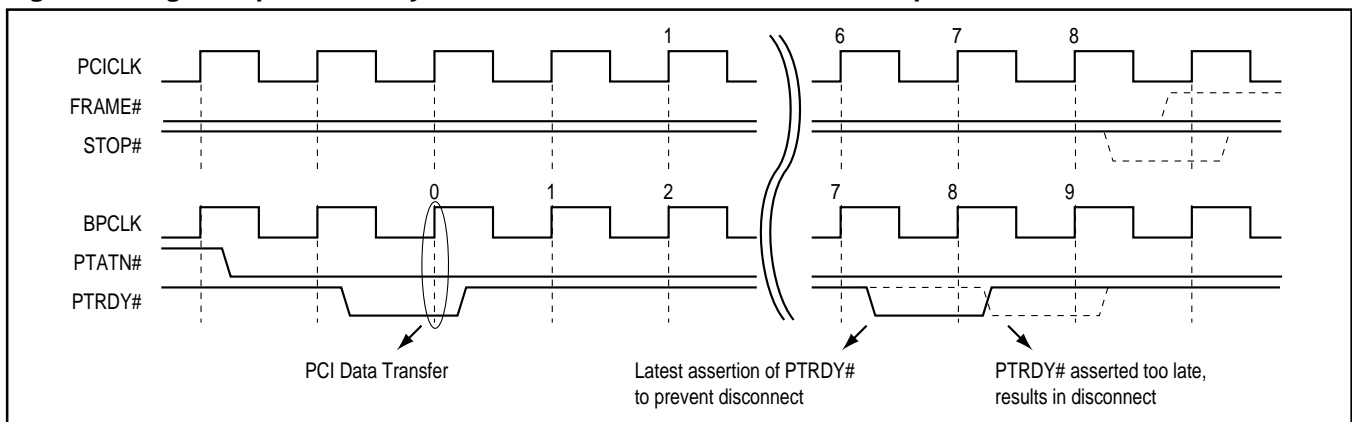 1 6 7 8
PCICLK
FRAME#
STOP#
0 1 2 7 8 9
BPCLK
PTATN#
PTRDY#
PCI Data Transfer
Latest assertion of PTRDY#
to prevent disconnect
PTRDY# asserted too late,
results in disconnect